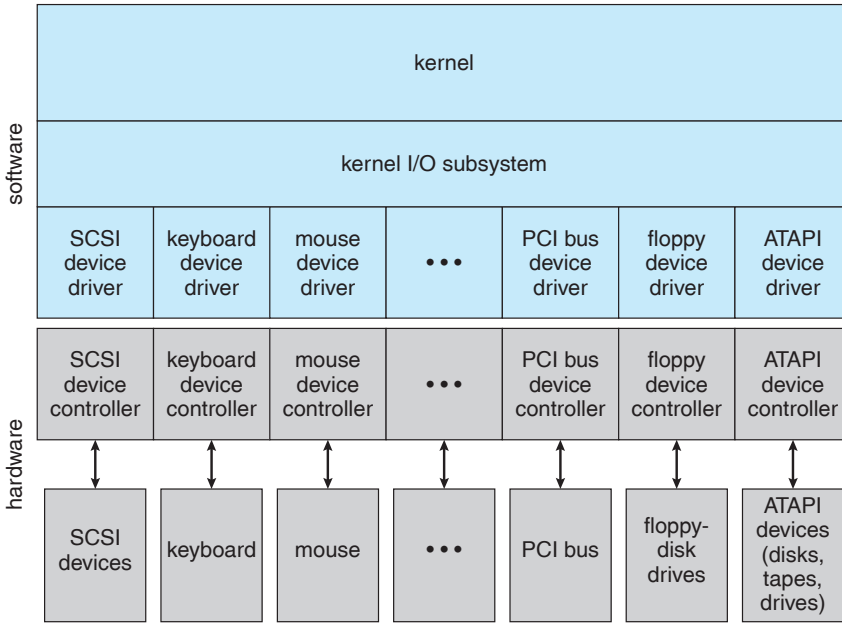 kernel
kernel I/O subsystem
SCSI
device
driver
keyboard
device
driver
mouse
device
driver
•••
PCI bus
device
driver
floppy
device
driver
ATAPI
device
driver
SCSI
device
controller
keyboard
device
controller
mouse
device
controller
•••
PCI bus
device
controller
floppy
device
controller
ATAPI
device
controller
SCSI
devices
keyboard
mouse
•••
PCI bus
floppy-
disk
drives
ATAPI
devices
(disks,
tapes,
drives)
software
hardware